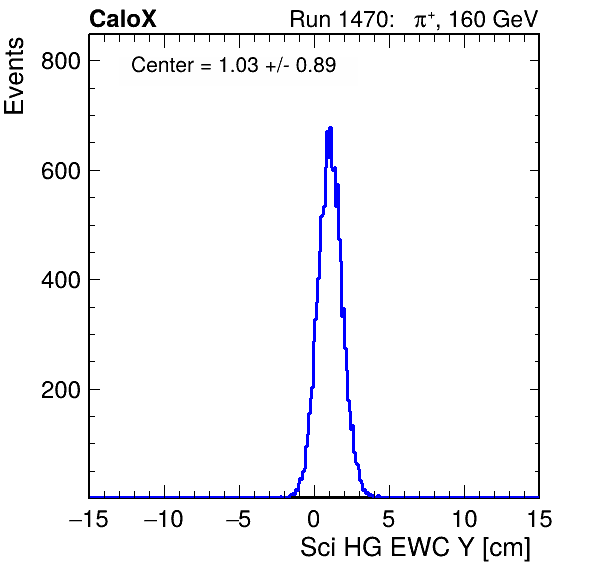 CaloX Run 1470: π⁺, 160 GeV
Center = 1.03 +/- 0.89
Events
800
600
400
200
−15 −10 −5 0 5 10 15
Sci HG EWC Y [cm]